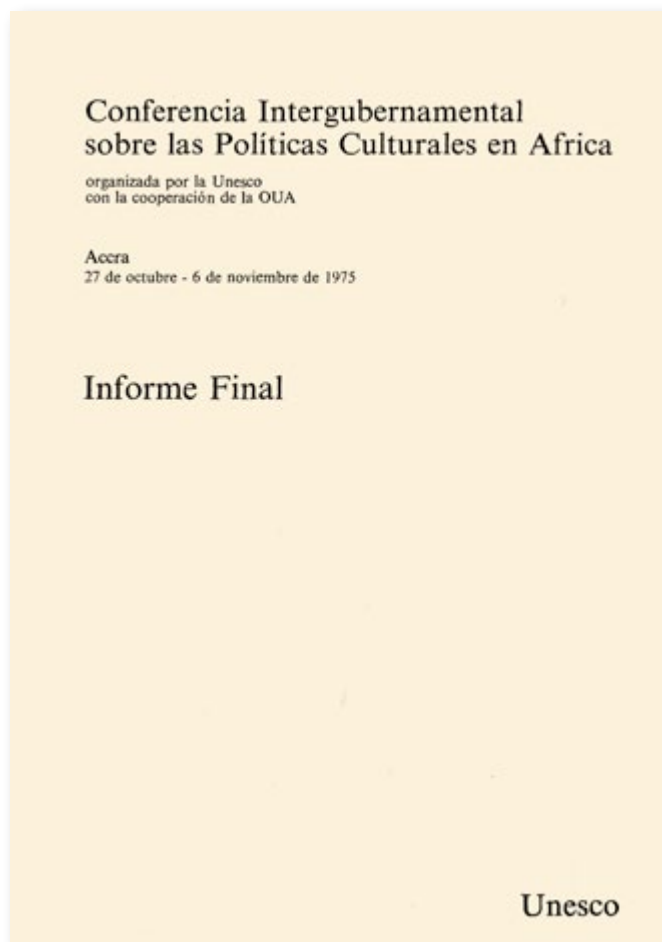 Conferencia Intergubernamental
sobre las Políticas Culturales en Africa
organizada por la Unesco
con la cooperación de la OUA
Accra
27 de octubre - 6 de noviembre de 1975
Informe Final
Unesco